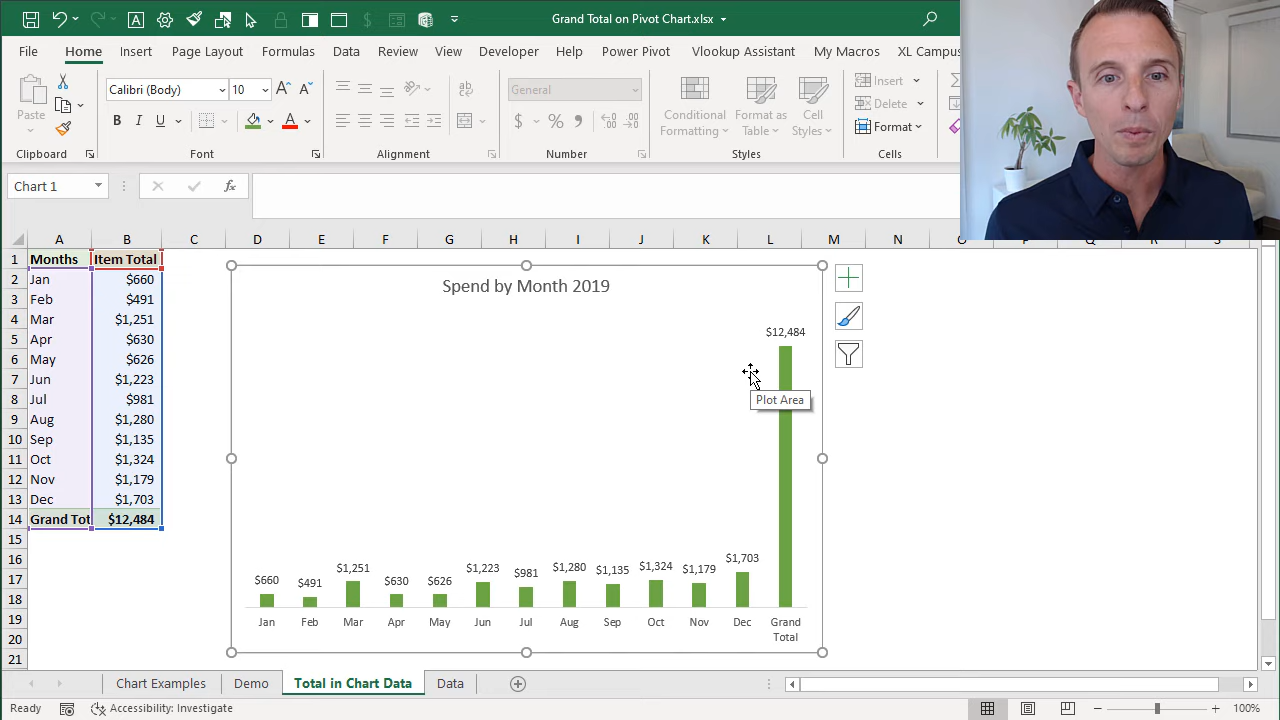 Grand Total on Pivot Chart.xlsx
File Home Insert Page Layout Formulas Data Review View Developer Help Power Pivot Vlookup Assistant My Macros XL Campus
Paste
Calibri (Body) 10
General
Conditional Formatting
Format as Table
Cell Styles
Insert
Delete
Format
Clipboard Font Alignment Number Styles Cells
Chart 1
A B C D E F G H I J K L M N
1 Months Item Total
2 Jan $660
3 Feb $491
4 Mar $1,251
5 Apr $630
6 May $626
7 Jun $1,223
8 Jul $981
9 Aug $1,280
10 Sep $1,135
11 Oct $1,324
12 Nov $1,179
13 Dec $1,703
14 Grand Tot $12,484
15
16
17
18
19
20
21
Spend by Month 2019
$12,484
Plot Area
$660 $491 $1,251 $630 $626 $1,223 $981 $1,280 $1,135 $1,324 $1,179 $1,703
Jan Feb Mar Apr May Jun Jul Aug Sep Oct Nov Dec Grand
Total
Chart Examples Demo Total in Chart Data Data
Ready Accessibility: Investigate 100%